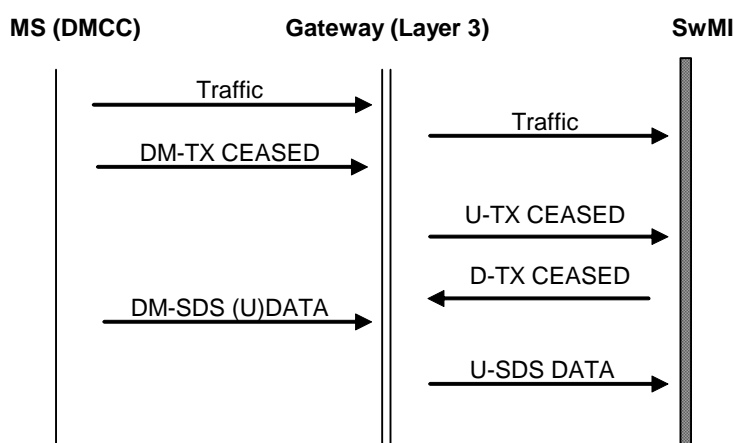 MS (DMCC) Gateway (Layer 3) SwMI
Traffic
Traffic
DM-TX CEASED
U-TX CEASED
D-TX CEASED
DM-SDS (U)DATA
U-SDS DATA